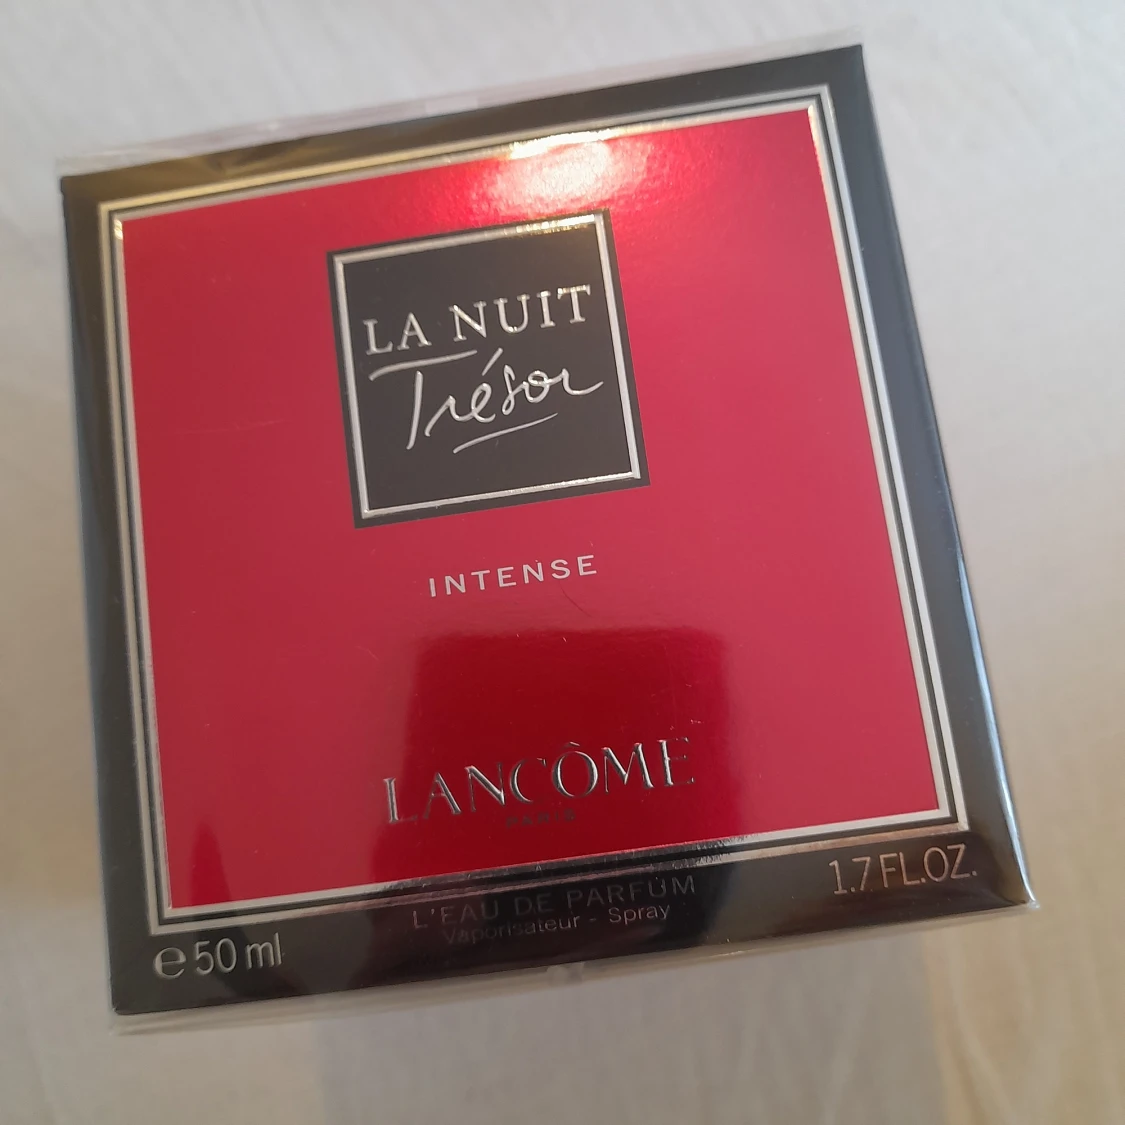 LA NUIT
Trésor
INTENSE
LANCÔME
PARIS
L'EAU DE PARFUM
Vaporisateur - Spray
1.7 FL.OZ.
e 50 ml